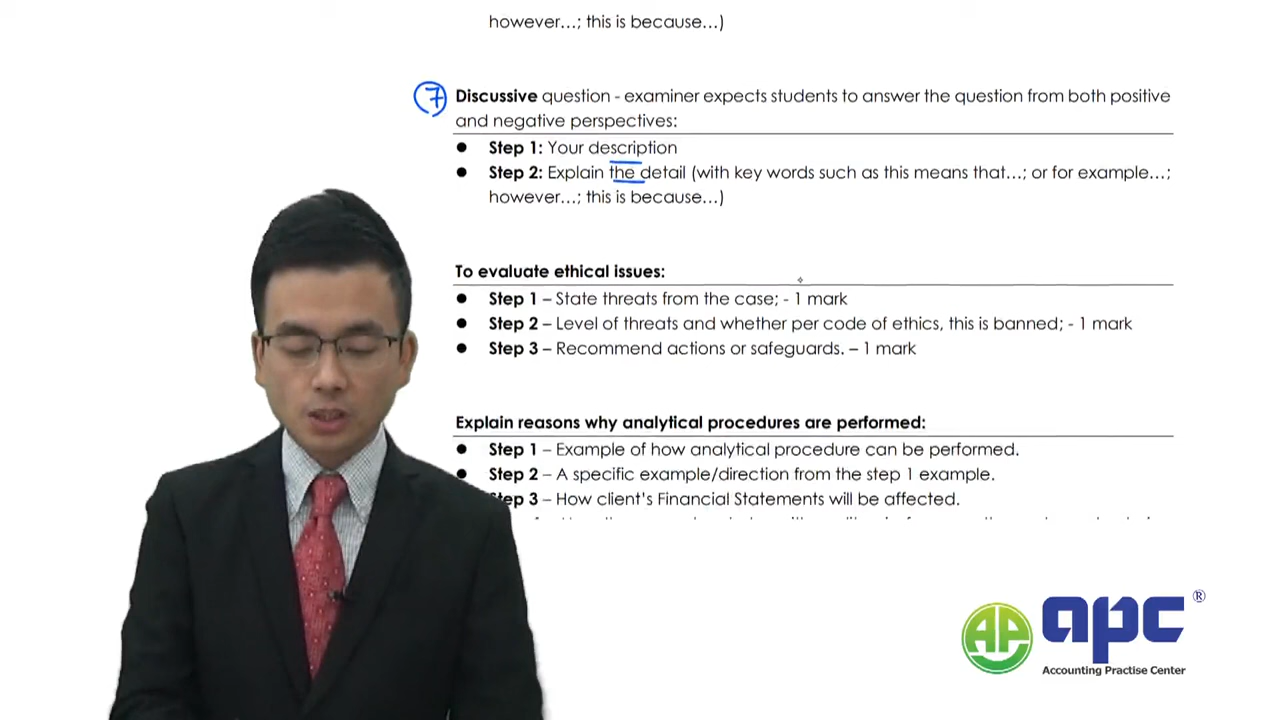 however…; this is because…)
7
Discussive question - examiner expects students to answer the question from both positive
and negative perspectives:
● Step 1: Your description
● Step 2: Explain the detail (with key words such as this means that…; or for example…;
however…; this is because…)
To evaluate ethical issues:
● Step 1 – State threats from the case; - 1 mark
● Step 2 – Level of threats and whether per code of ethics, this is banned; - 1 mark
● Step 3 – Recommend actions or safeguards. – 1 mark
Explain reasons why analytical procedures are performed:
● Step 1 – Example of how analytical procedure can be performed.
● Step 2 – A specific example/direction from the step 1 example.
ep 3 – How client's Financial Statements will be affected.
AP apc ®
Accounting Practise Center